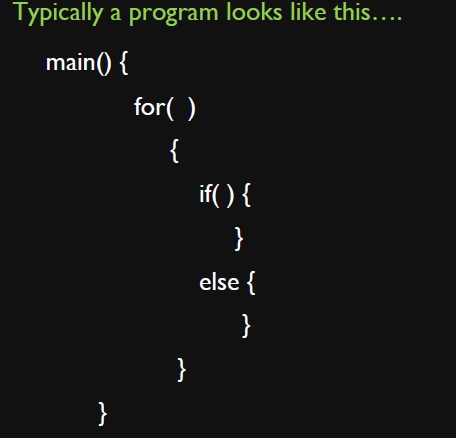 Typically a program looks like this….
main() {
for( )
{
if( ) {
}
else {
}
}
}